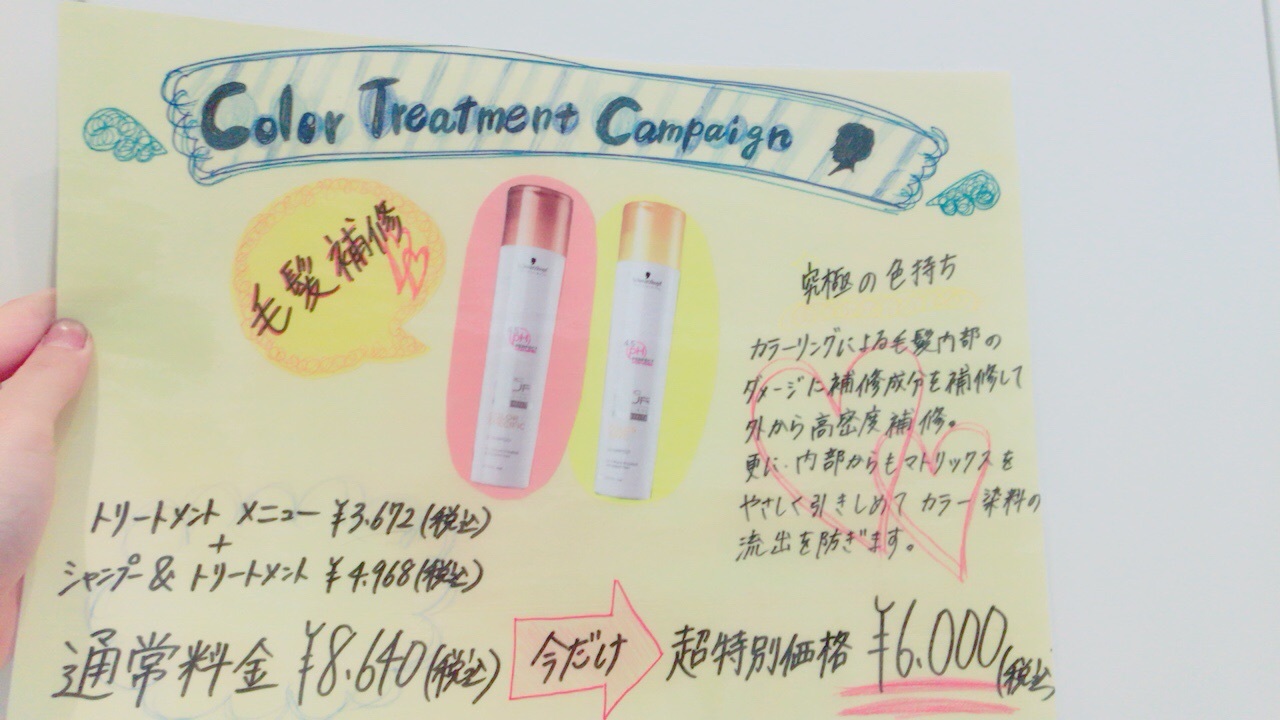 Color Treatment Campaign
毛髪補修
究極の色持ち
カラーリングによる毛髪内部の
ダメージに補修成分を補修して
外から高密度補修。
更に、内部からもマトリックスを
やさしく引きしめて カラー染料の
流出を防ぎます。
トリートメント メニュー ¥3.672(税込)
+
シャンプー & トリートメント ¥4.968(税込)
通常料金 ¥8.640(税込)
今だけ
超特別価格 ¥6.000(税込)